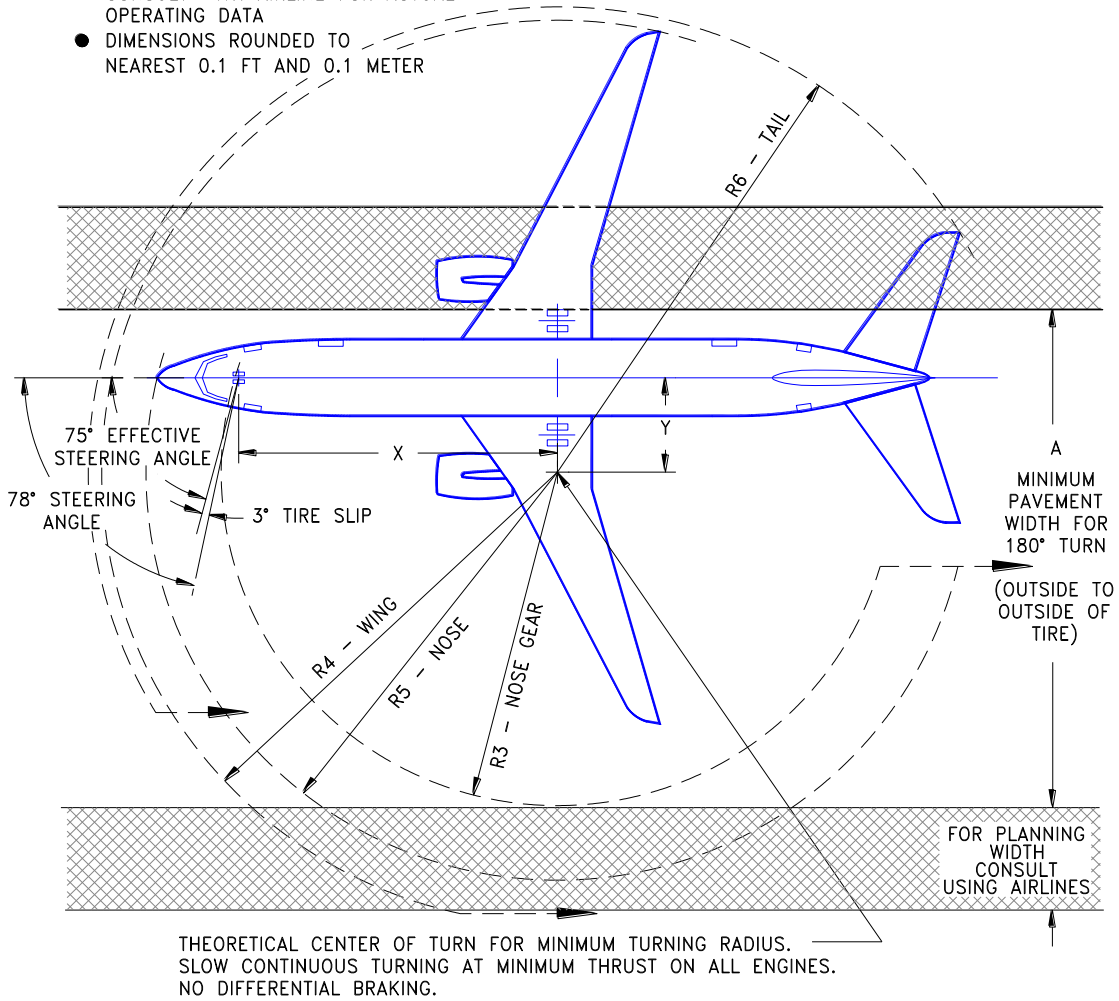 OPERATING DATA
● DIMENSIONS ROUNDED TO
NEAREST 0.1 FT AND 0.1 METER
R6 - TAIL
75° EFFECTIVE
STEERING ANGLE
78° STEERING
ANGLE
3° TIRE SLIP
X
Y
A
MINIMUM
PAVEMENT
WIDTH FOR
180° TURN
(OUTSIDE TO
OUTSIDE OF
TIRE)
R4 - WING
R5 - NOSE
R3 - NOSE GEAR
FOR PLANNING
WIDTH
CONSULT
USING AIRLINES
THEORETICAL CENTER OF TURN FOR MINIMUM TURNING RADIUS.
SLOW CONTINUOUS TURNING AT MINIMUM THRUST ON ALL ENGINES.
NO DIFFERENTIAL BRAKING.